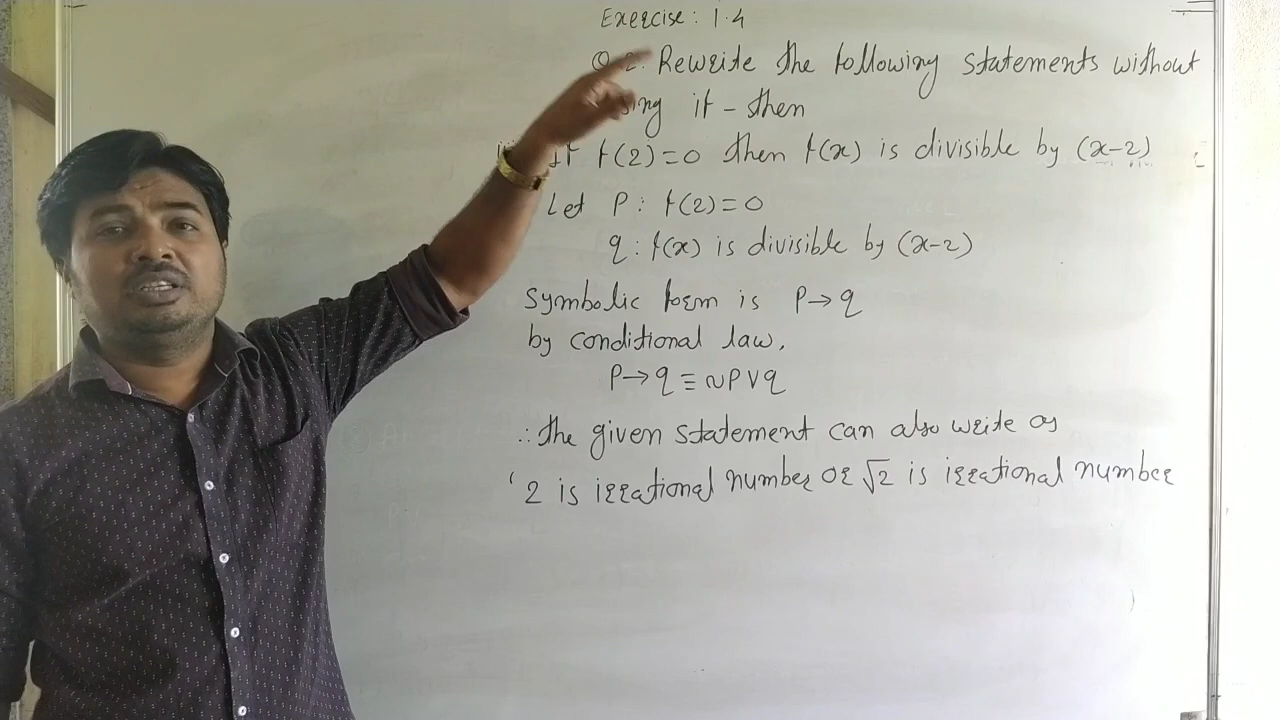 Exercise: 1.4
Q.2. Rewrite the following statements without
using if - then
If f(2)=0 then f(x) is divisible by (x-2)
Let P: f(2)=0
q: f(x) is divisible by (x-2)
Symbolic form is P→q
by conditional law,
P→q ≡ ~P∨q
∴ the given statement can also write as
' 2 is irrational number or √2 is irrational number